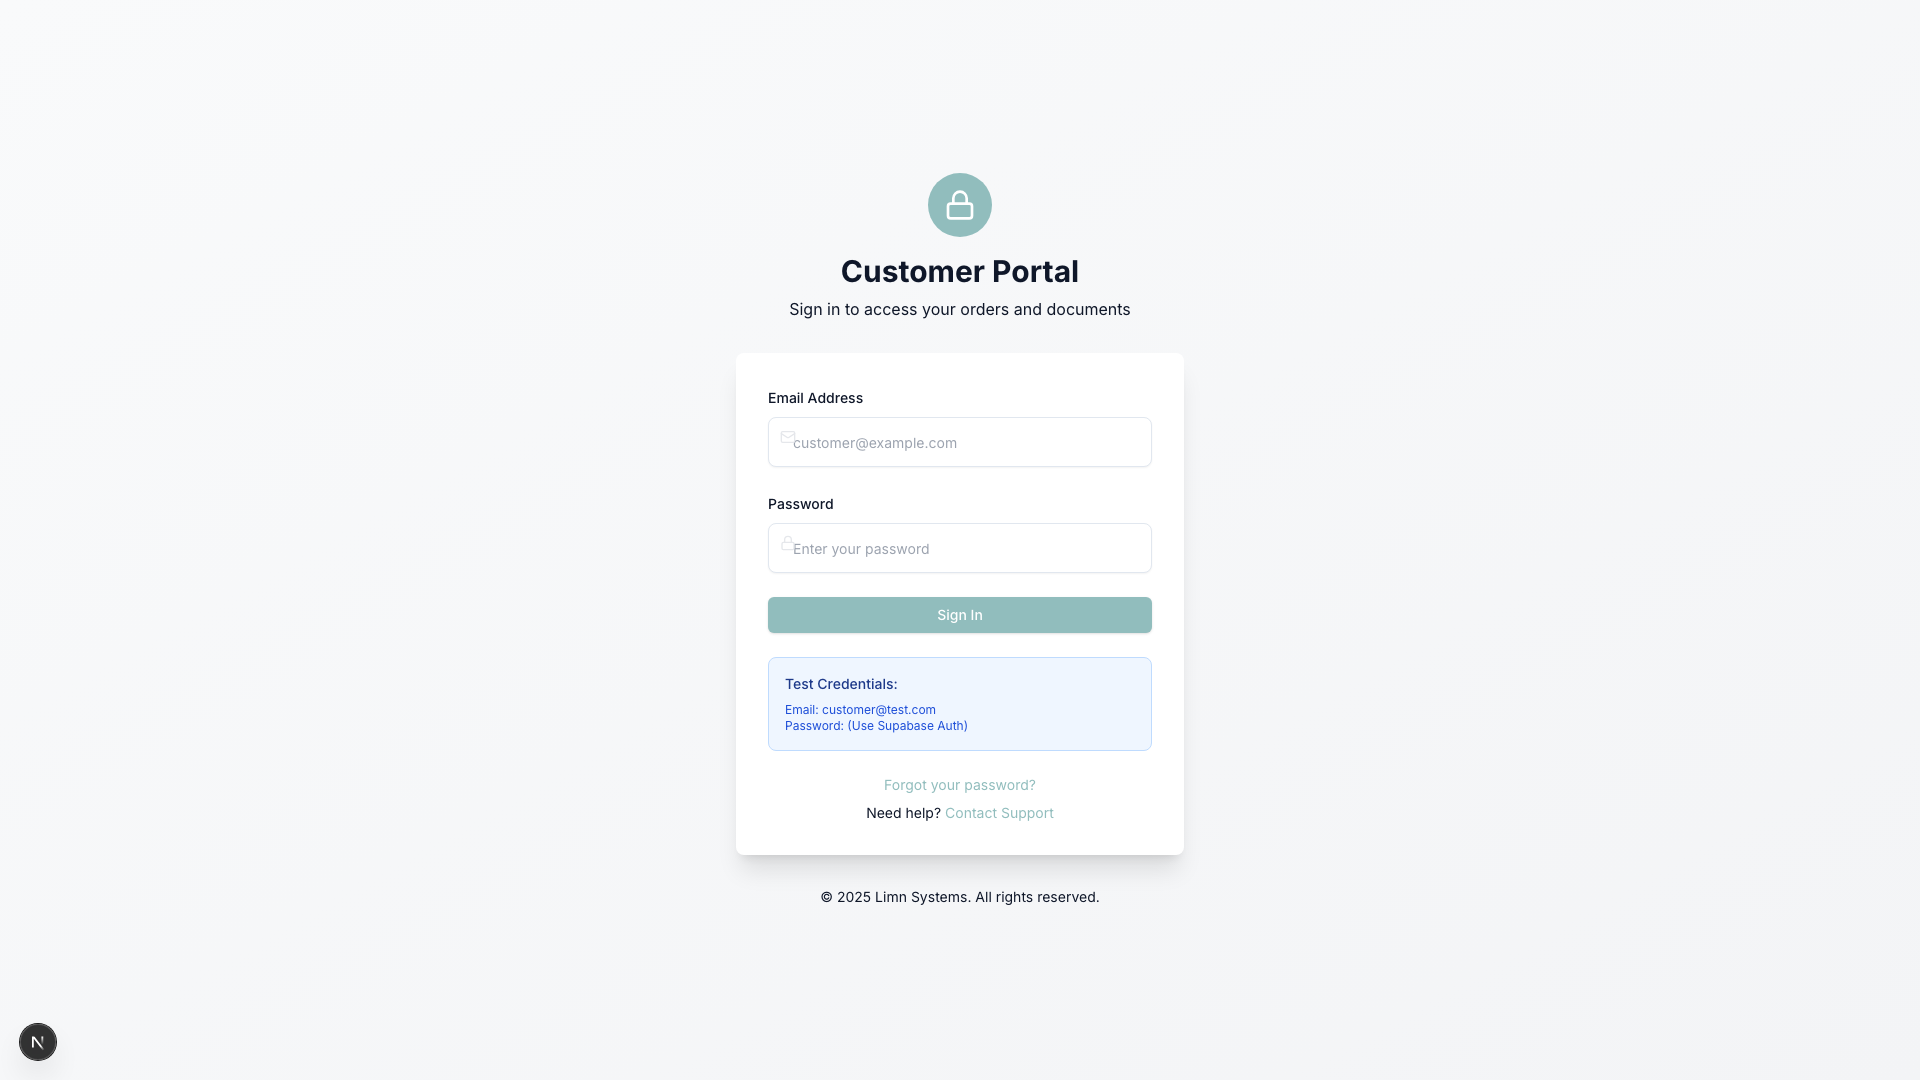 Customer Portal
Sign in to access your orders and documents
Email Address
customer@example.com
Password
Enter your password
Sign In
Test Credentials:
Email: customer@test.com
Password: (Use Supabase Auth)
Forgot your password?
Need help? Contact Support
© 2025 Limn Systems. All rights reserved.
N